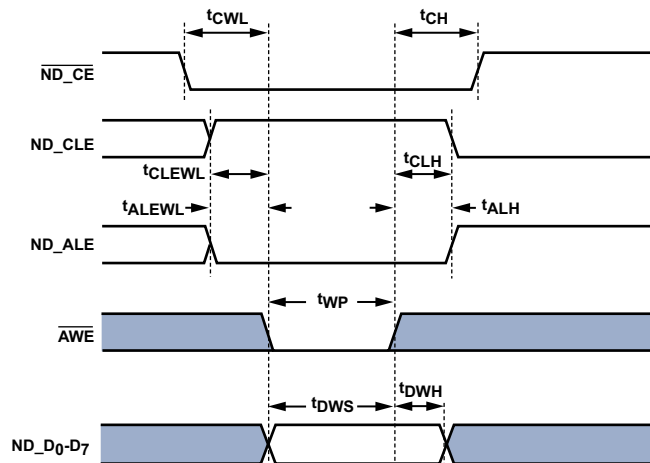 tCWL
tCH
ND_CE
ND_CLE
tCLEWL
tCLH
tALEWL
tALH
ND_ALE
tWP
AWE
tDWS
tDWH
ND_D0-D7